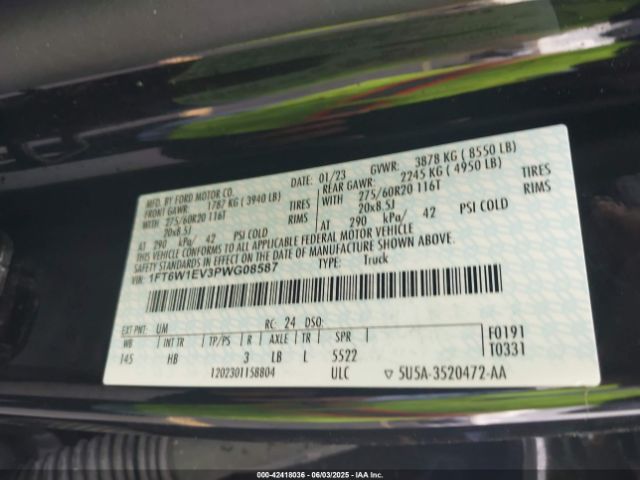 MFD. BY FORD MOTOR CO.
DATE: 01/23 GVWR: 3878 KG ( 8550 LB)
FRONT GAWR: 1787 KG ( 3940 LB) REAR GAWR: 2245 KG ( 4950 LB)
WITH 275/60R20 116T TIRES WITH 275/60R20 116T TIRES
20x8.5J RIMS 20x8.5J RIMS
AT 290 kPa/ 42 PSI COLD AT 290 kPa/ 42 PSI COLD
THIS VEHICLE CONFORMS TO ALL APPLICABLE FEDERAL MOTOR VEHICLE
SAFETY STANDARDS IN EFFECT ON THE DATE OF MANUFACTURE SHOWN ABOVE.
VIN: 1FT6W1EV3PWG08587 TYPE: Truck
EXT PNT: UM RC: 24 DSO: F0191
WB TP/PS R AXLE TR SPR T0331
145 HB 3 LB L 5522
1202301158804 ULC ▽ 5U5A-3520472-AA
000-42418036 - 06/03/2025 - IAA Inc.